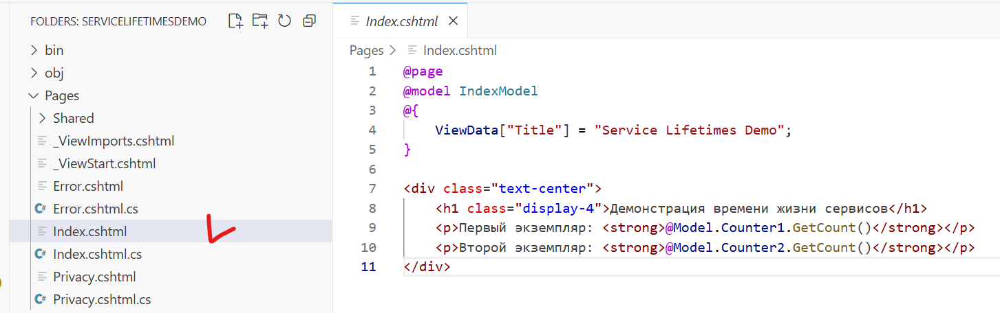 FOLDERS: SERVICELIFETIMESDEMO
bin
obj
Pages
Shared
_ViewImports.cshtml
_ViewStart.cshtml
Error.cshtml
Error.cshtml.cs
Index.cshtml
Index.cshtml.cs
Privacy.cshtml
Privacy.cshtml.cs
Index.cshtml
Pages > Index.cshtml
1 @page
2 @model IndexModel
3 @{
4 ViewData["Title"] = "Service Lifetimes Demo";
5 }
6
7 <div class="text-center">
8 <h1 class="display-4">Демонстрация времени жизни сервисов</h1>
9 <p>Первый экземпляр: <strong>@Model.Counter1.GetCount()</strong></p>
10 <p>Второй экземпляр: <strong>@Model.Counter2.GetCount()</strong></p>
11 </div>